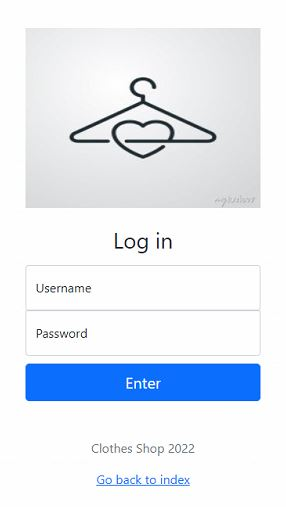 Log in
Username
Password
Enter
Clothes Shop 2022
Go back to index